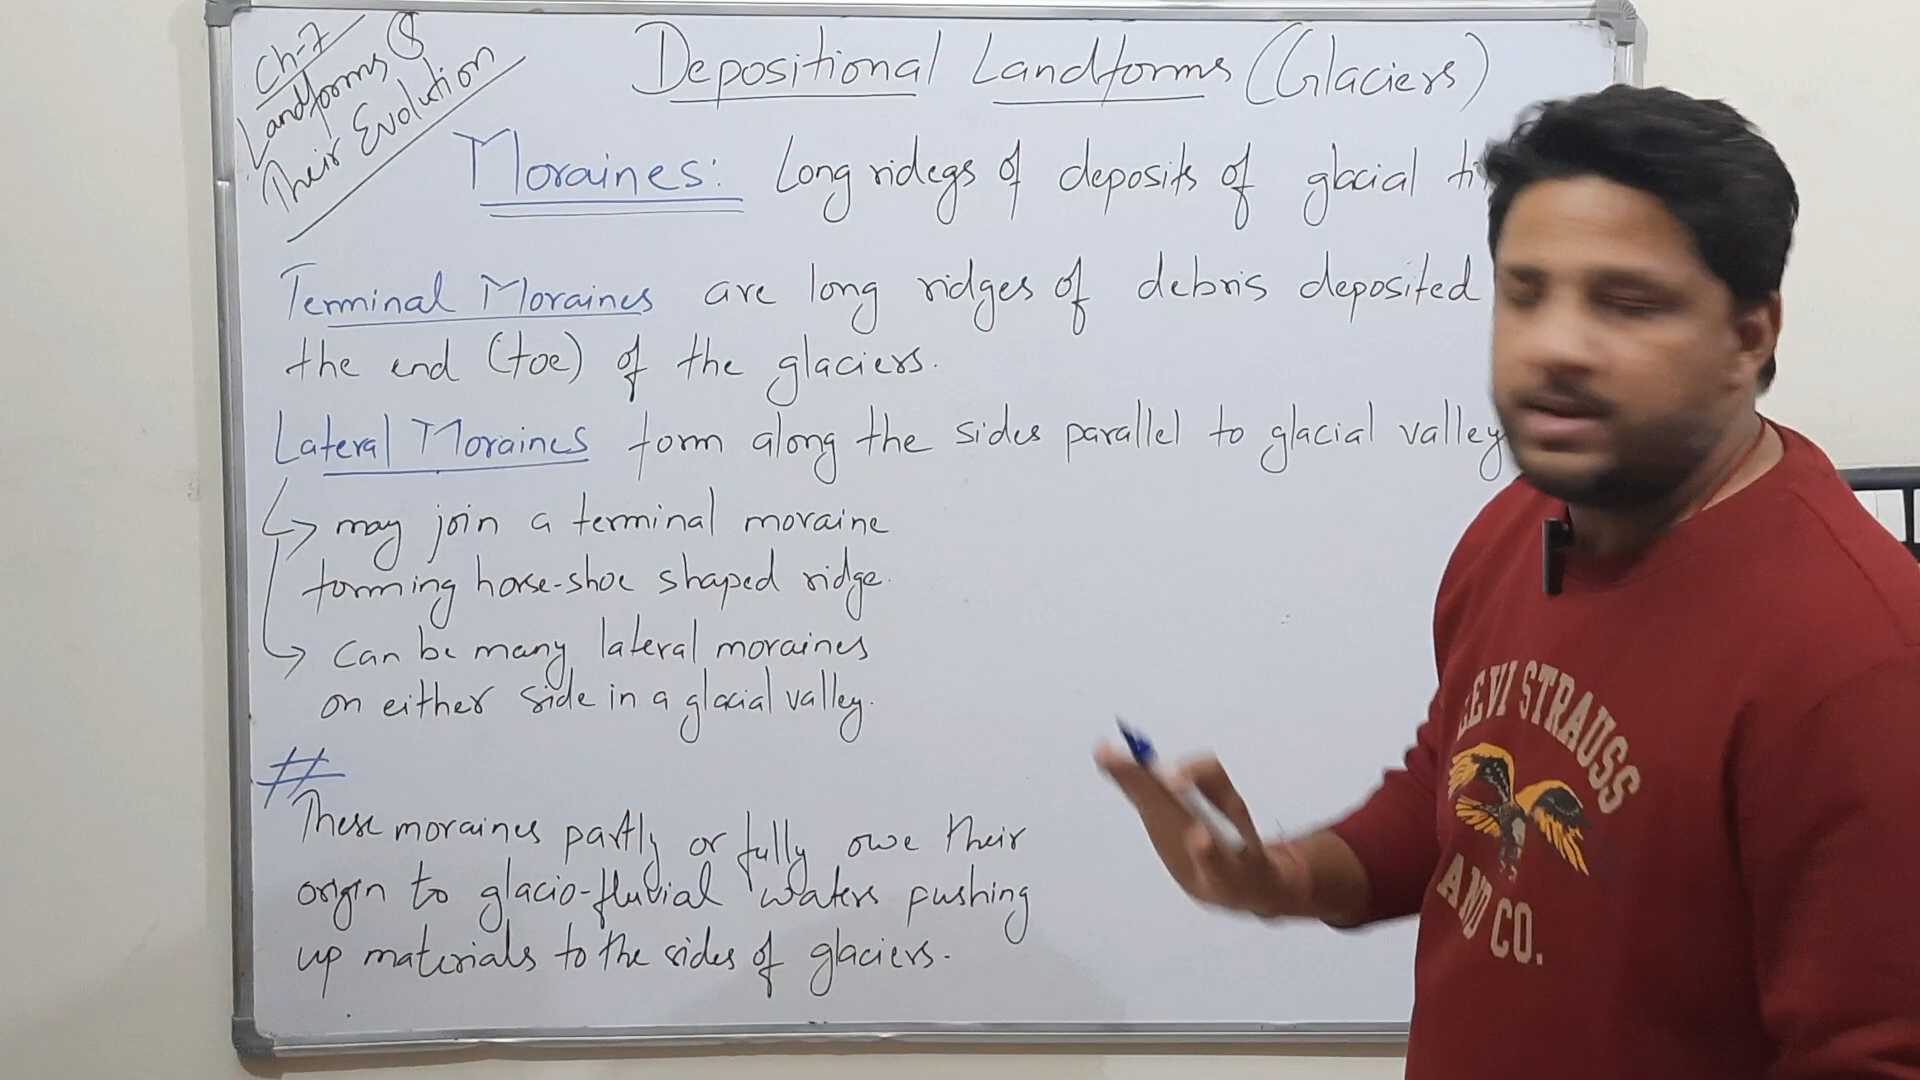 Ch-7
Landforms &
Their Evolution
Depositional Landforms (Glaciers)
Moraines: Long ridegs of deposits of glacial
Terminal Moraines are long ridges of debris deposited
the end (toe) of the glaciers.
Lateral Moraines form along the sides parallel to glacial valley
→ may join a terminal moraine
forming horse-shoe shaped ridge.
→ can be many lateral moraines
on either side in a glacial valley.
#
These moraines partly or fully owe their
origin to glacio-fluvial waters pushing
up materials to the sides of glaciers.
LEVI STRAUSS
AND CO.